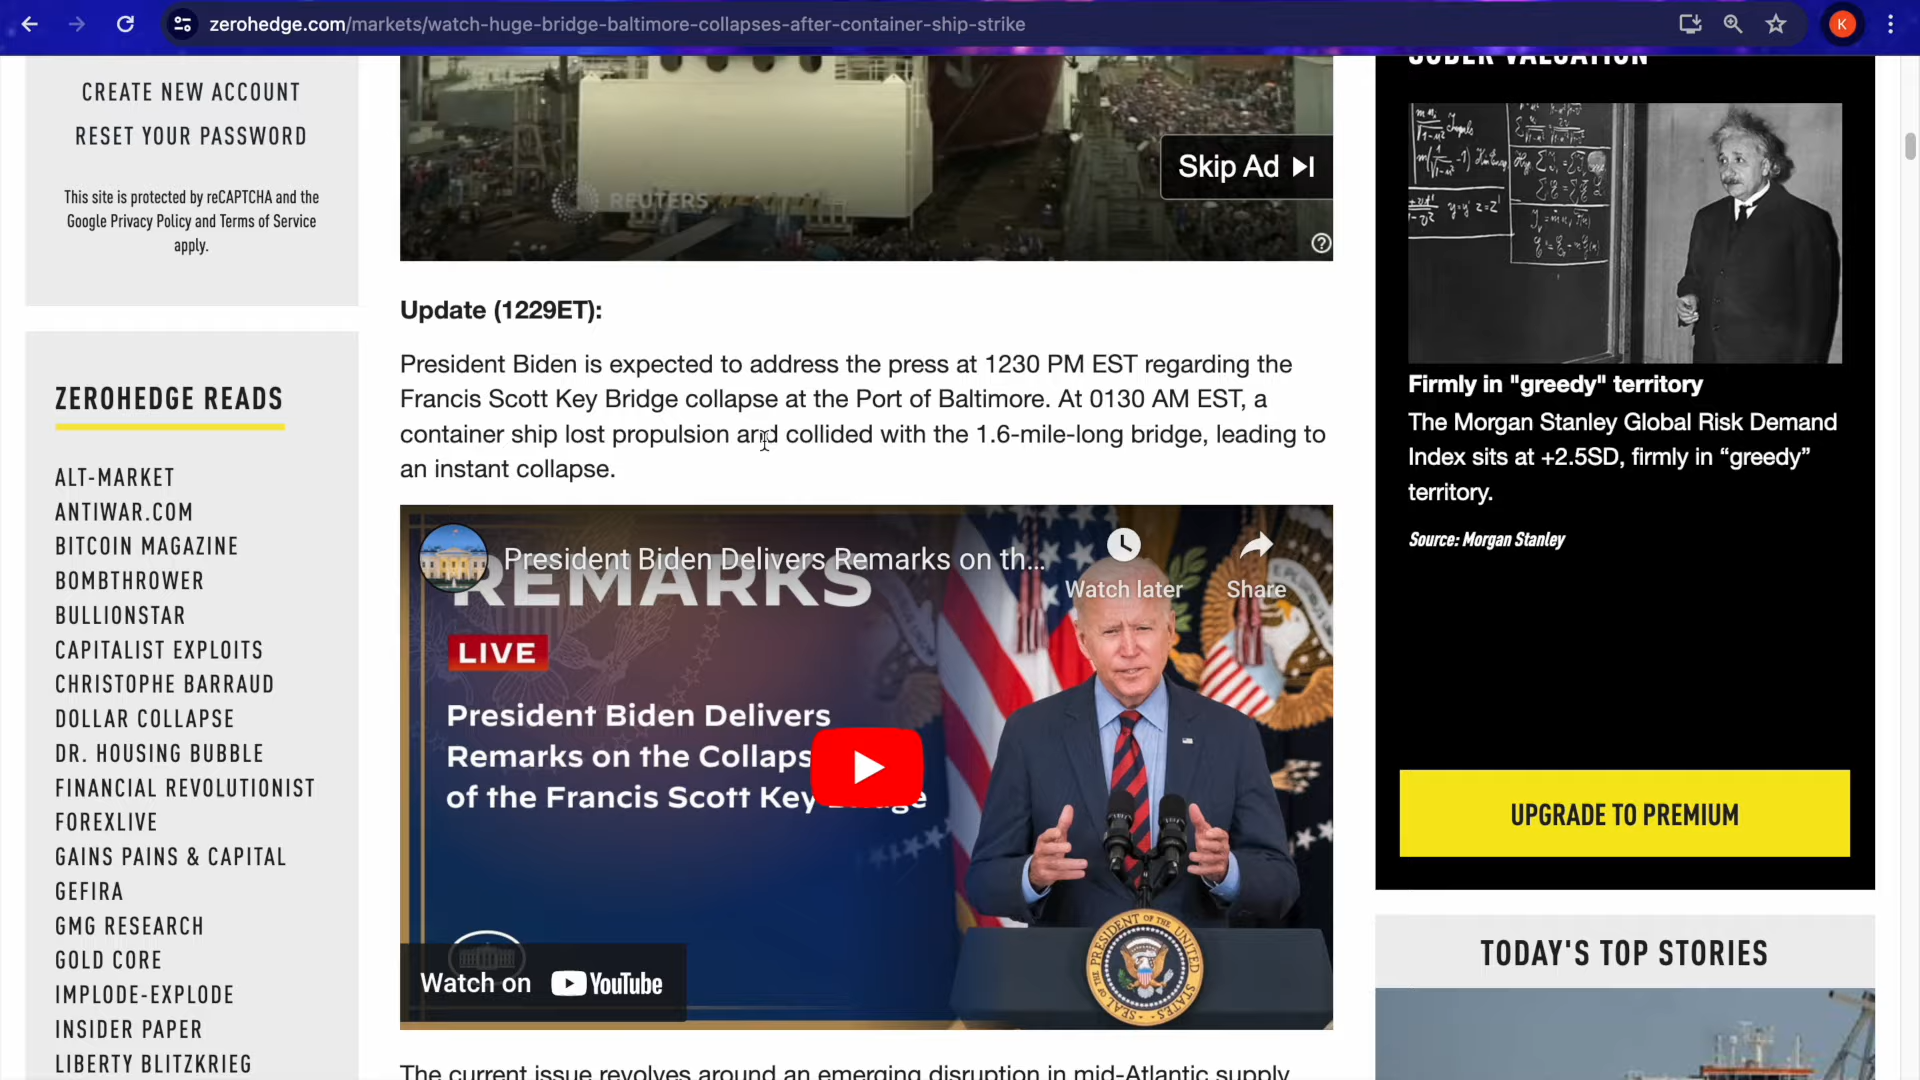 zerohedge.com/markets/watch-huge-bridge-baltimore-collapses-after-container-ship-strike
K
CREATE NEW ACCOUNT
RESET YOUR PASSWORD
This site is protected by reCAPTCHA and the
Google Privacy Policy and Terms of Service
apply.
ZEROHEDGE READS
ALT-MARKET
ANTIWAR.COM
BITCOIN MAGAZINE
BOMBTHROWER
BULLIONSTAR
CAPITALIST EXPLOITS
CHRISTOPHE BARRAUD
DOLLAR COLLAPSE
DR. HOUSING BUBBLE
FINANCIAL REVOLUTIONIST
FOREXLIVE
GAINS PAINS & CAPITAL
GEFIRA
GMG RESEARCH
GOLD CORE
IMPLODE-EXPLODE
INSIDER PAPER
LIBERTY BLITZKRIEG
REUTERS
Skip Ad
Update (1229ET):
President Biden is expected to address the press at 1230 PM EST regarding the
Francis Scott Key Bridge collapse at the Port of Baltimore. At 0130 AM EST, a
container ship lost propulsion and collided with the 1.6-mile-long bridge, leading to
an instant collapse.
President Biden Delivers Remarks on th...
REMARKS
Watch later
Share
LIVE
President Biden Delivers
Remarks on the Collaps
of the Francis Scott Key Bridge
Watch on YouTube
SEAL OF THE PRESIDENT OF THE UNITED STATES
The current issue revolves around an emerging disruption in mid-Atlantic supply
Firmly in "greedy" territory
The Morgan Stanley Global Risk Demand
Index sits at +2.5SD, firmly in “greedy”
territory.
Source: Morgan Stanley
UPGRADE TO PREMIUM
TODAY'S TOP STORIES